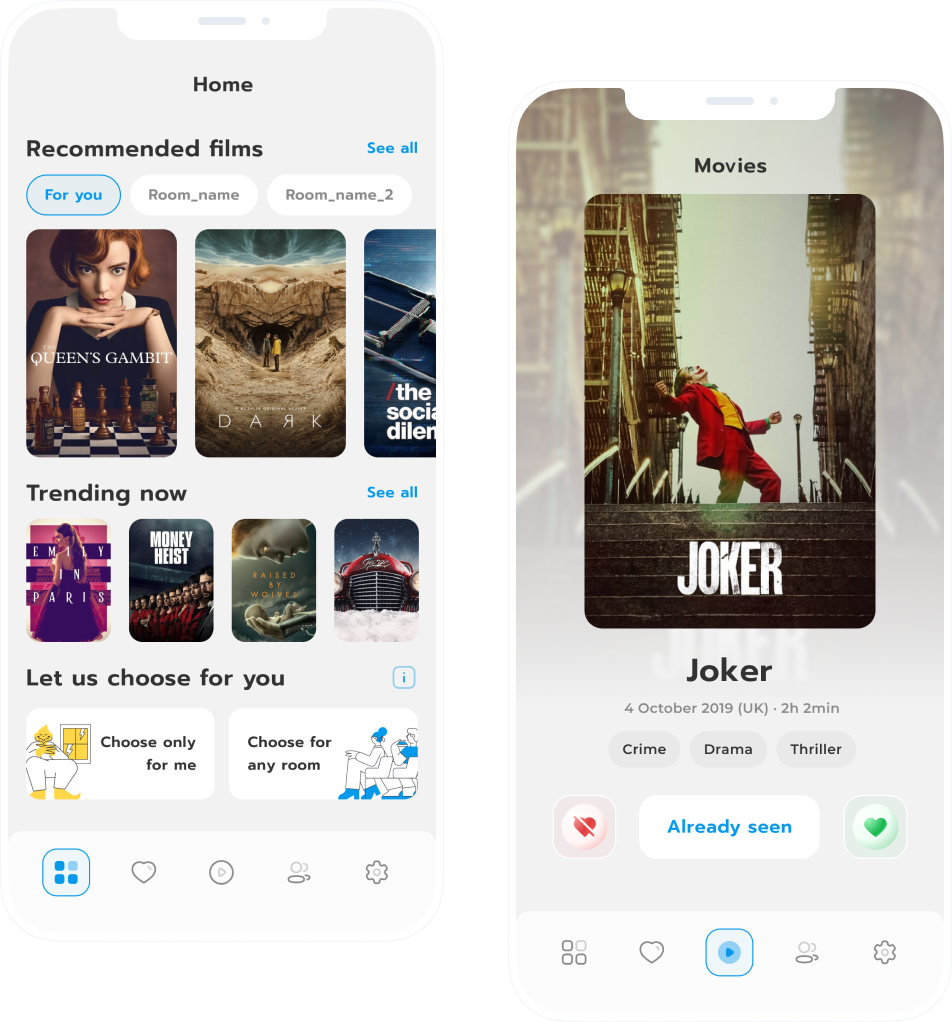 Home
Recommended films
See all
For you
Room_name
Room_name_2
THE
QUEEN'S GAMBIT
A NETFLIX ORIGINAL SERIES
DARK
/the
socia
dilem
Trending now
See all
EMILY
IN
PARIS
MONEY
HEIST
RAISED
BY
WOLVES
Let us choose for you
i
Choose only
for me
Choose for
any room
Movies
JOKER
Joker
4 October 2019 (UK) · 2h 2min
Crime
Drama
Thriller
Already seen